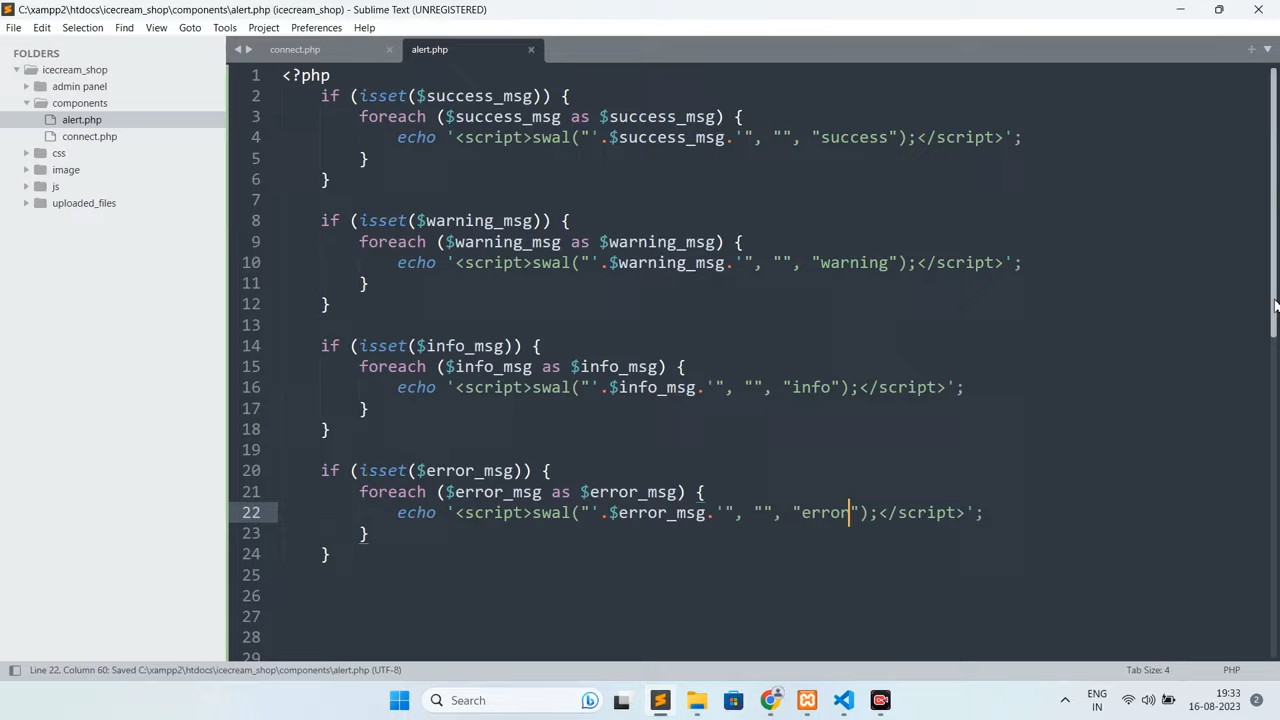 C:\xampp2\htdocs\icecream_shop\components\alert.php (icecream_shop) - Sublime Text (UNREGISTERED)
File Edit Selection Find View Goto Tools Project Preferences Help
FOLDERS
icecream_shop
admin panel
components
alert.php
connect.php
css
image
js
uploaded_files
connect.php × alert.php ×
1 <?php
2 if (isset($success_msg)) {
3 foreach ($success_msg as $success_msg) {
4 echo '<script>swal("'.$success_msg.'", "", "success");</script>';
5 }
6 }
7
8 if (isset($warning_msg)) {
9 foreach ($warning_msg as $warning_msg) {
10 echo '<script>swal("'.$warning_msg.'", "", "warning");</script>';
11 }
12 }
13
14 if (isset($info_msg)) {
15 foreach ($info_msg as $info_msg) {
16 echo '<script>swal("'.$info_msg.'", "", "info");</script>';
17 }
18 }
19
20 if (isset($error_msg)) {
21 foreach ($error_msg as $error_msg) {
22 echo '<script>swal("'.$error_msg.'", "", "error");</script>';
23 }
24 }
25
26
27
28
29
Line 22, Column 60: Saved C:\xampp2\htdocs\icecream_shop\components\alert.php (UTF-8) Tab Size: 4 PHP
Search
ENG
IN
19:33
16-08-2023
2